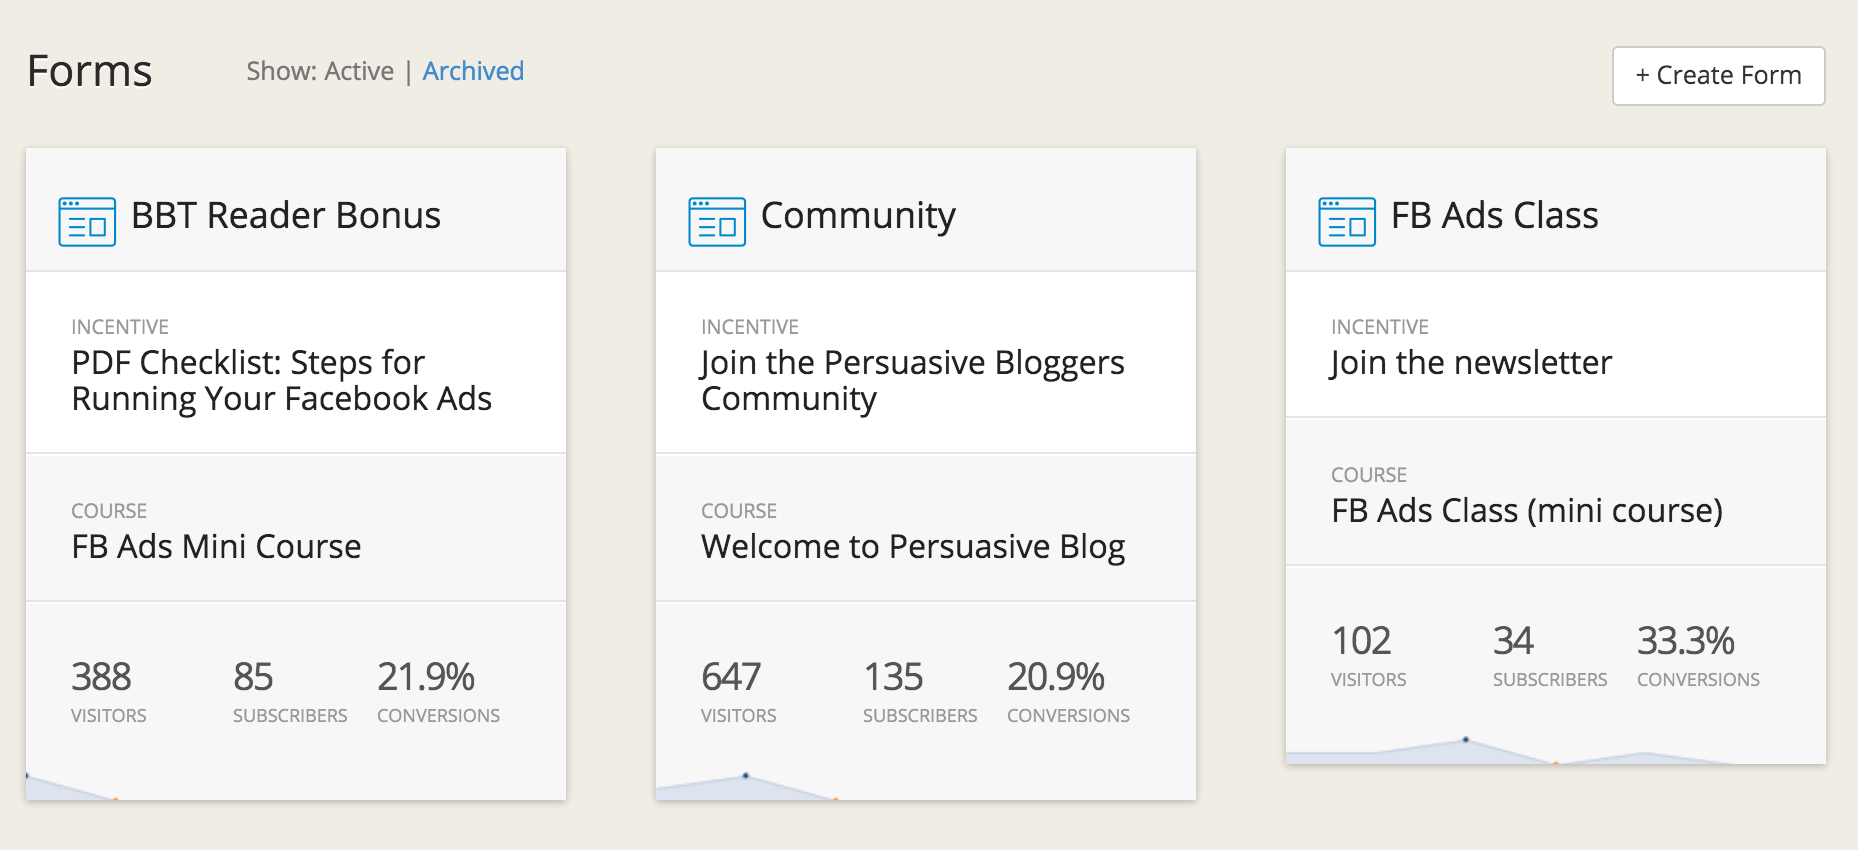 Forms
Show: Active | Archived
+ Create Form
BBT Reader Bonus
INCENTIVE
PDF Checklist: Steps for
Running Your Facebook Ads
COURSE
FB Ads Mini Course
388
VISITORS
85
SUBSCRIBERS
21.9%
CONVERSIONS
Community
INCENTIVE
Join the Persuasive Bloggers
Community
COURSE
Welcome to Persuasive Blog
647
VISITORS
135
SUBSCRIBERS
20.9%
CONVERSIONS
FB Ads Class
INCENTIVE
Join the newsletter
COURSE
FB Ads Class (mini course)
102
VISITORS
34
SUBSCRIBERS
33.3%
CONVERSIONS